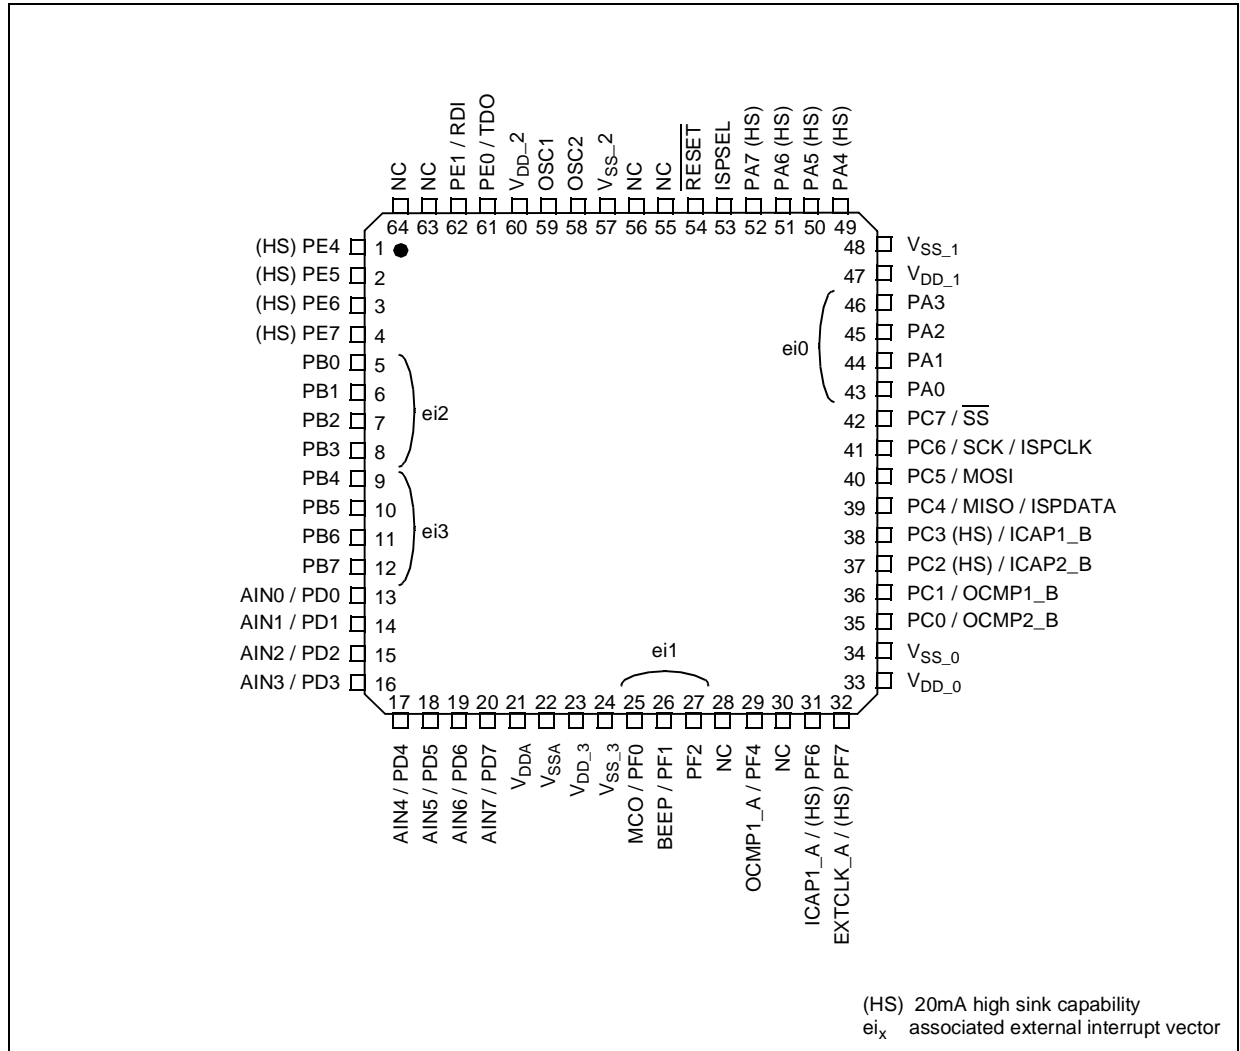 NC
NC
PE1 / RDI
PE0 / TDO
VDD_2
OSC1
OSC2
VSS_2
NC
NC
RESET
ISPSEL
PA7 (HS)
PA6 (HS)
PA5 (HS)
PA4 (HS)
64 63 62 61 60 59 58 57 56 55 54 53 52 51 50 49
(HS) PE4 1
(HS) PE5 2
(HS) PE6 3
(HS) PE7 4
PB0 5
PB1 6
PB2 7
PB3 8
ei2
PB4 9
PB5 10
PB6 11
PB7 12
ei3
AIN0 / PD0 13
AIN1 / PD1 14
AIN2 / PD2 15
AIN3 / PD3 16
48 VSS_1
47 VDD_1
46 PA3
45 PA2
44 PA1
43 PA0
ei0
42 PC7 / SS
41 PC6 / SCK / ISPCLK
40 PC5 / MOSI
39 PC4 / MISO / ISPDATA
38 PC3 (HS) / ICAP1_B
37 PC2 (HS) / ICAP2_B
36 PC1 / OCMP1_B
35 PC0 / OCMP2_B
34 VSS_0
33 VDD_0
ei1
17 18 19 20 21 22 23 24 25 26 27 28 29 30 31 32
AIN4 / PD4
AIN5 / PD5
AIN6 / PD6
AIN7 / PD7
VDDA
VSSA
VDD_3
VSS_3
MCO / PF0
BEEP / PF1
PF2
NC
OCMP1_A / PF4
NC
ICAP1_A / (HS) PF6
EXTCLK_A / (HS) PF7
(HS) 20mA high sink capability
eix associated external interrupt vector